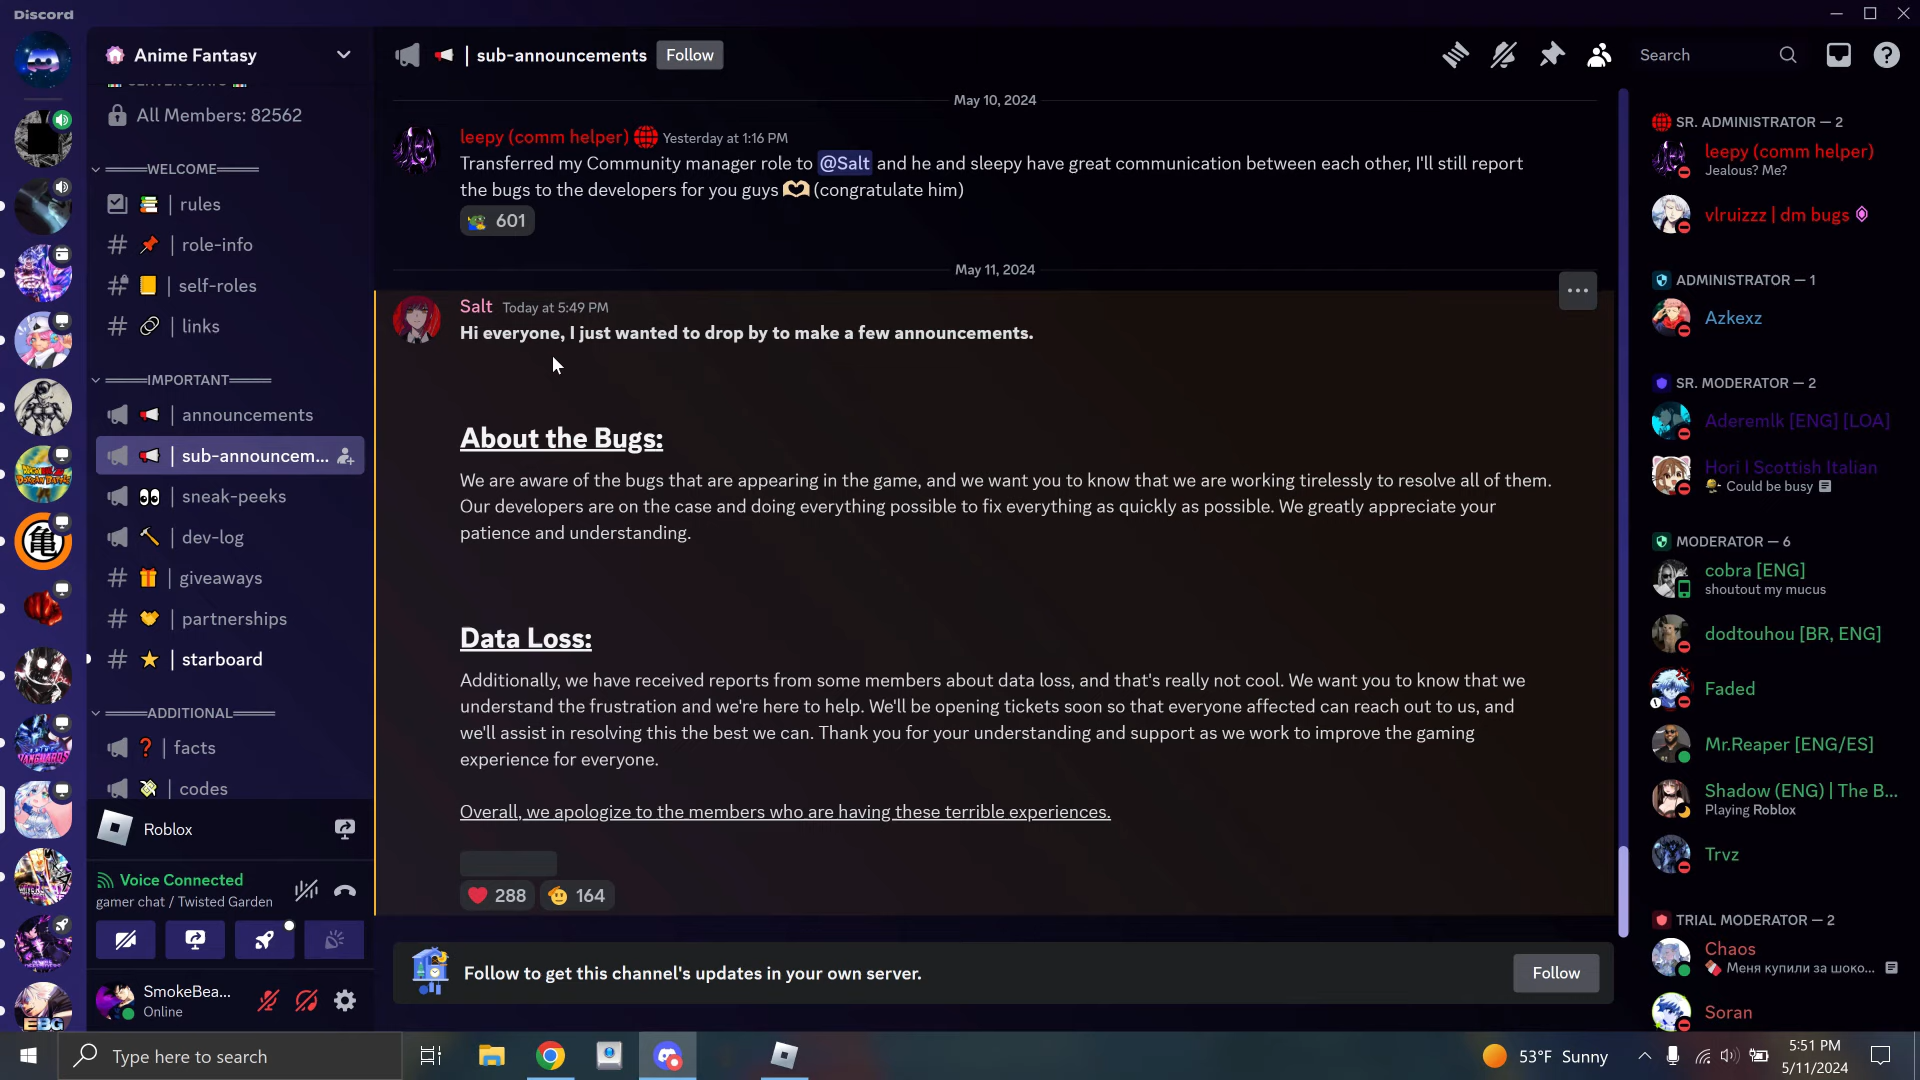 Discord
Anime Fantasy
All Members: 82562
WELCOME
| rules
| role-info
| self-roles
| links
IMPORTANT
| announcements
| sub-announcem...
| sneak-peeks
| dev-log
| giveaways
| partnerships
| starboard
ADDITIONAL
| facts
| codes
Roblox
Voice Connected
gamer chat / Twisted Garden
SmokeBea...
Online
EBG
| sub-announcements
Follow
Search
May 10, 2024
leepy (comm helper) Yesterday at 1:16 PM
Transferred my Community manager role to @Salt and he and sleepy have great communication between each other, I'll still report
the bugs to the developers for you guys (congratulate him)
601
May 11, 2024
Salt Today at 5:49 PM
Hi everyone, I just wanted to drop by to make a few announcements.
About the Bugs:
We are aware of the bugs that are appearing in the game, and we want you to know that we are working tirelessly to resolve all of them.
Our developers are on the case and doing everything possible to fix everything as quickly as possible. We greatly appreciate your
patience and understanding.
Data Loss:
Additionally, we have received reports from some members about data loss, and that's really not cool. We want you to know that we
understand the frustration and we're here to help. We'll be opening tickets soon so that everyone affected can reach out to us, and
we'll assist in resolving this the best we can. Thank you for your understanding and support as we work to improve the gaming
experience for everyone.
Overall, we apologize to the members who are having these terrible experiences.
288 164
Follow to get this channel's updates in your own server.
Follow
SR. ADMINISTRATOR — 2
leepy (comm helper)
Jealous? Me?
vlruizzz | dm bugs
ADMINISTRATOR — 1
Azkexz
SR. MODERATOR — 2
Aderemlk [ENG] [LOA]
Hori I Scottish Italian
Could be busy
MODERATOR — 6
cobra [ENG]
shoutout my mucus
dodtouhou [BR, ENG]
Faded
Mr.Reaper [ENG/ES]
Shadow (ENG) | The B...
Playing Roblox
Trvz
TRIAL MODERATOR — 2
Chaos
Меня купили за шоко...
Soran
Type here to search
53°F Sunny
5:51 PM
5/11/2024